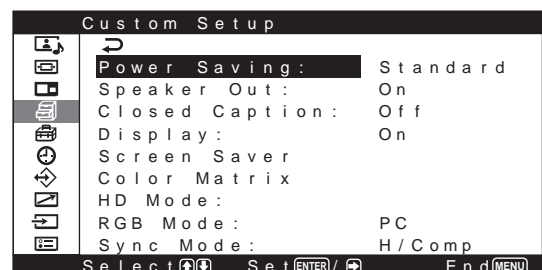 Custom Setup
Power Saving: Standard
Speaker Out: On
Closed Caption: Off
Display: On
Screen Saver
Color Matrix
HD Mode:
RGB Mode: PC
Sync Mode: H/Comp
Select Set ENTER / End MENU